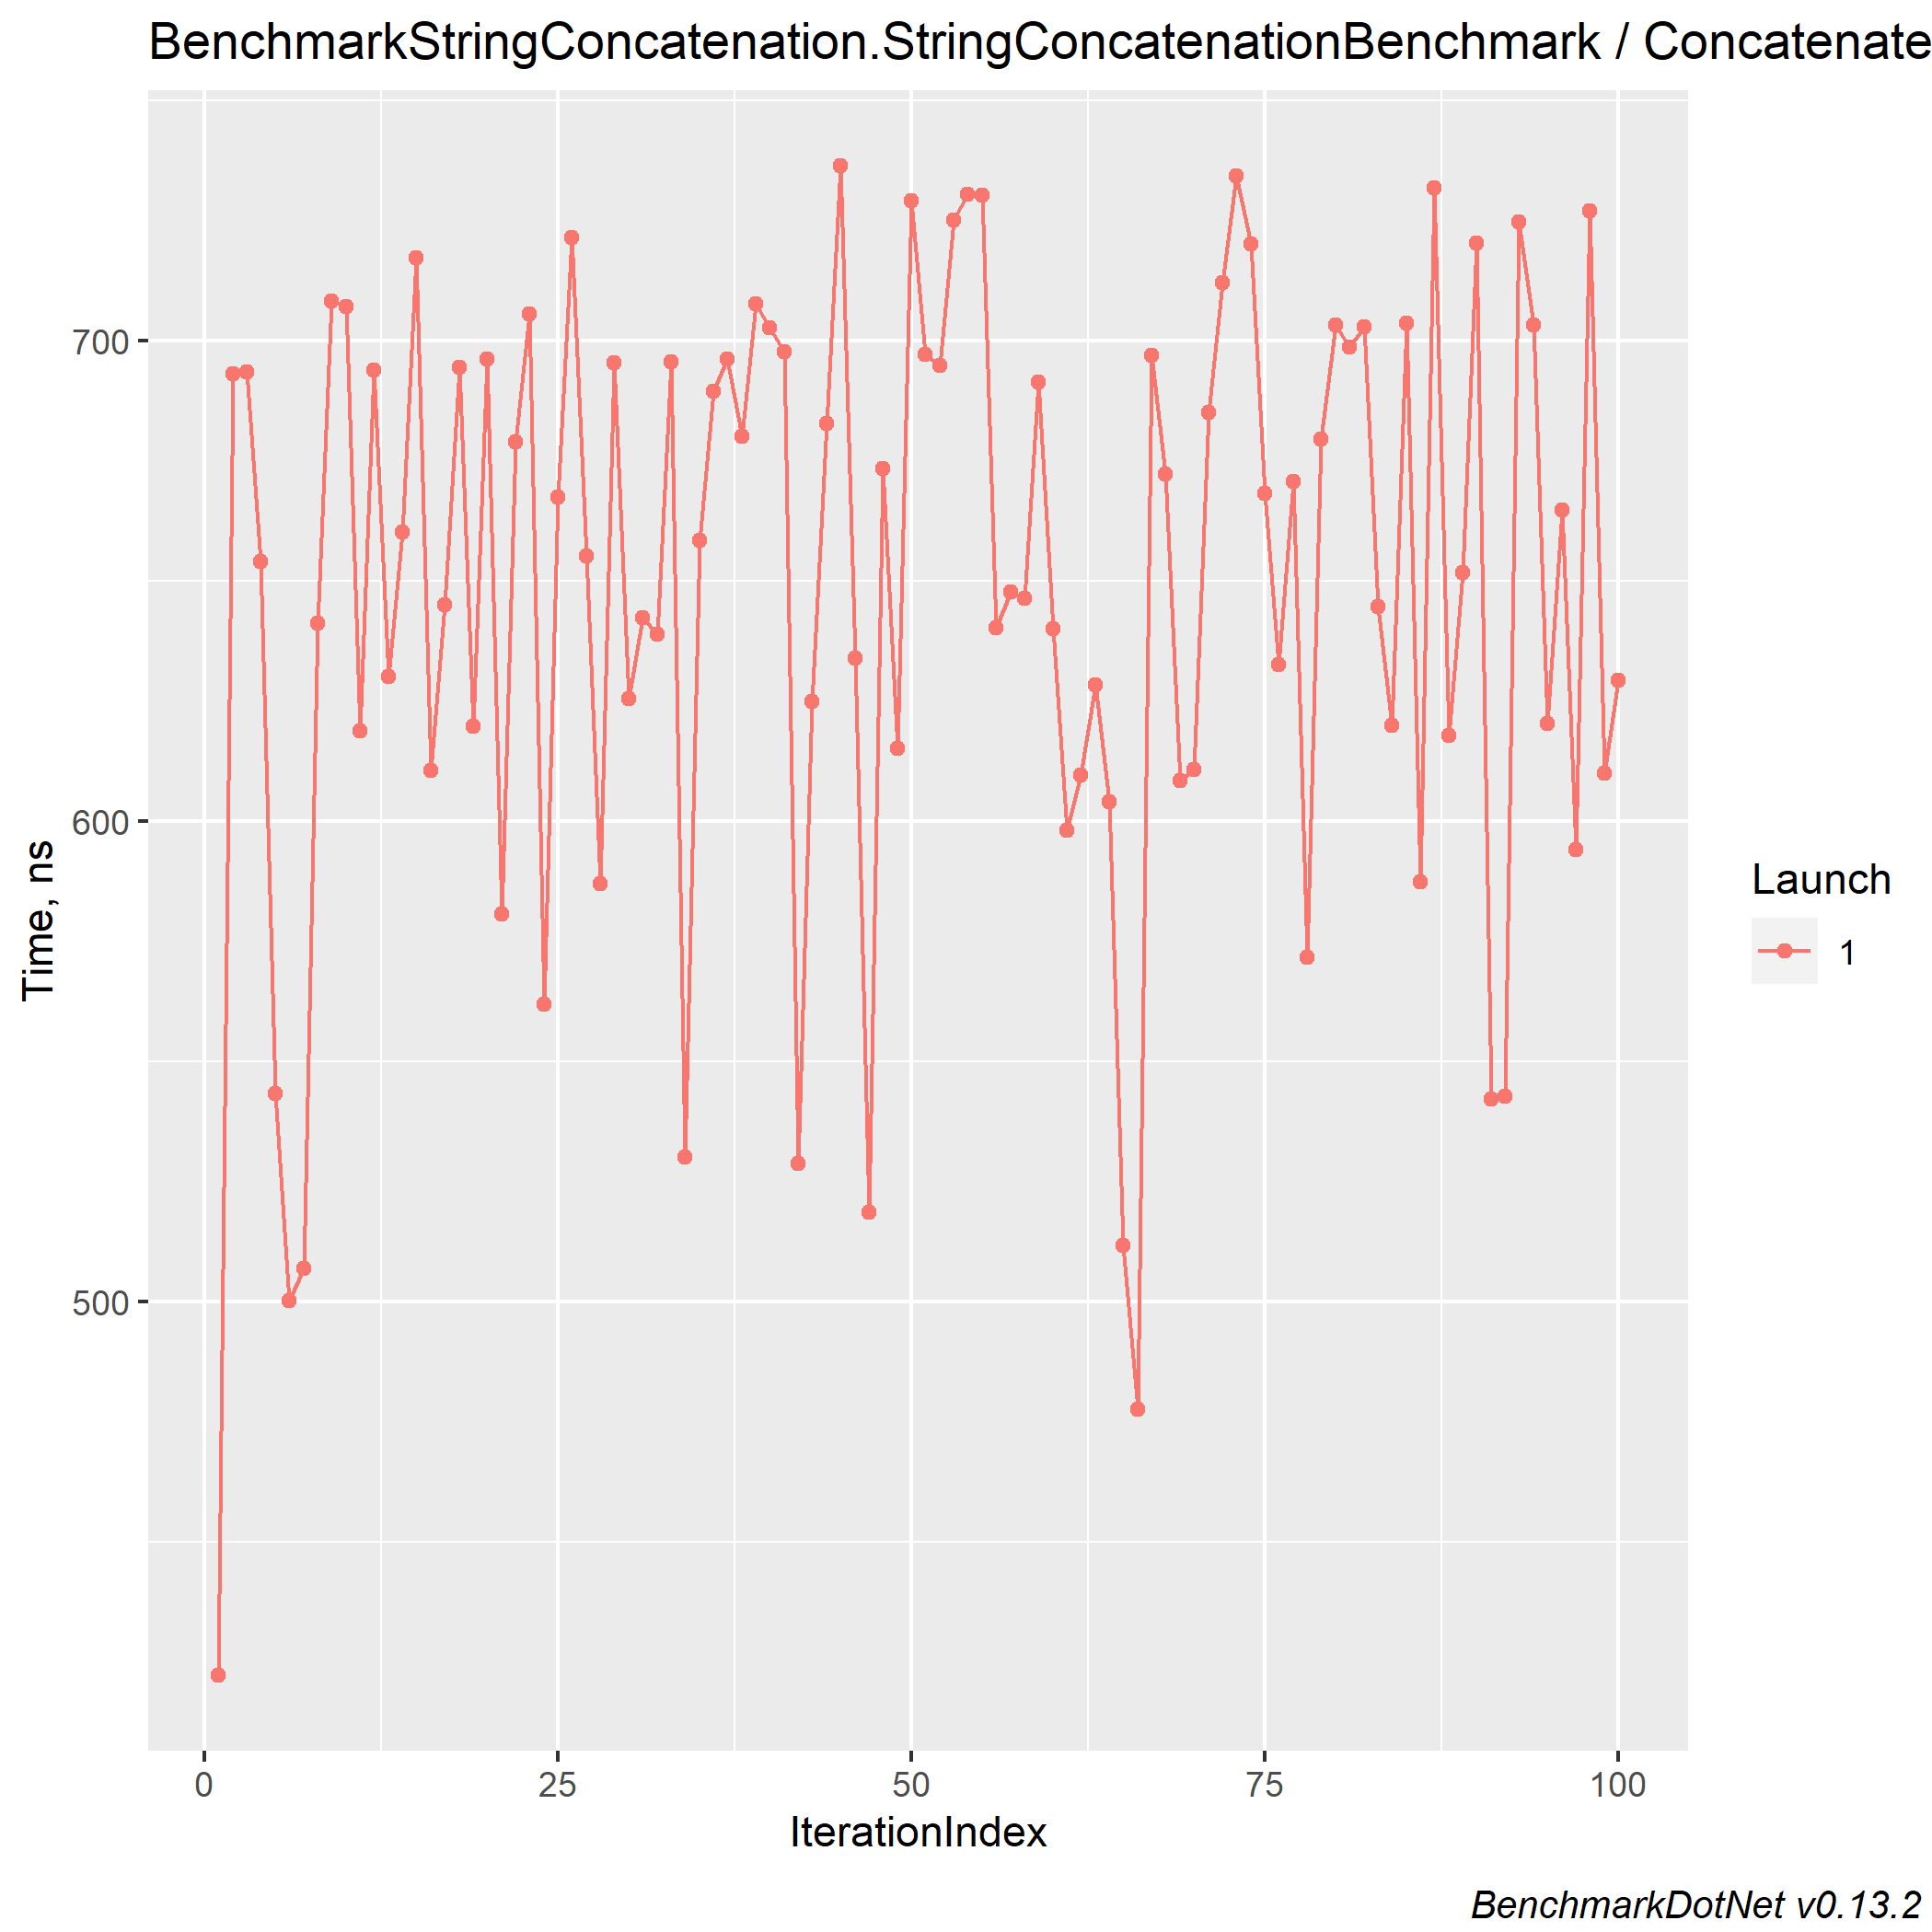 BenchmarkStringConcatenation.StringConcatenationBenchmark / Concatenate
700
600
500
Time, ns
0 25 50 75 100
IterationIndex
Launch
1
BenchmarkDotNet v0.13.2